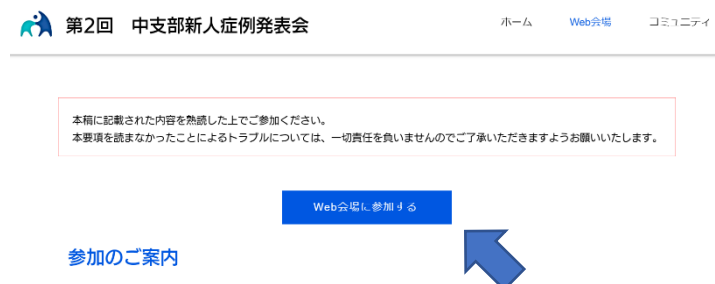 第2回　中支部新人症例発表会
ホーム　Web会場　コミュニティ
本稿に記載された内容を熟読した上でご参加ください。
本要項を読まなかったことによるトラブルについては、一切責任を負いませんのでご了承いただきますようお願いいたします。
Web会場に参加する
参加のご案内